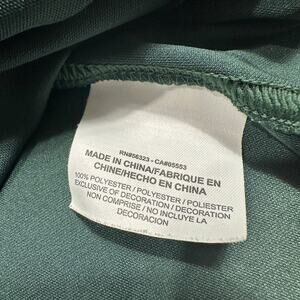 RN#56323 - CA#05553
MADE IN CHINA/FABRIQUE EN
CHINE/HECHO EN CHINA
100% POLYESTER / POLYESTER / POLIESTER
EXCLUSIVE OF DECORATION / DECORATION
NON COMPRISE / NO INCLUYE LA
DECORACION